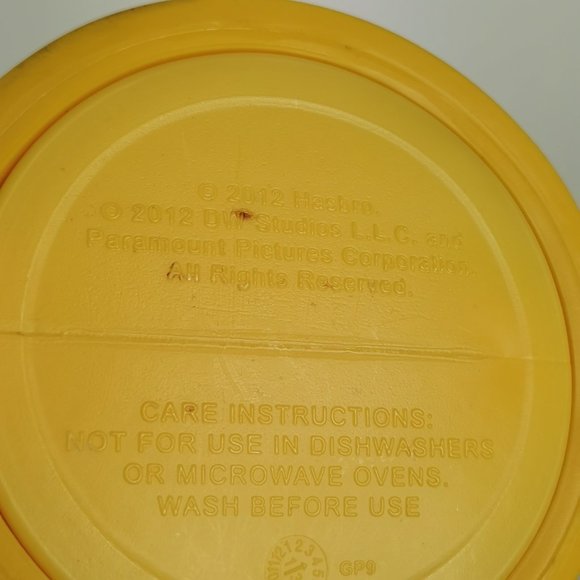 © 2012 Hasbro.
© 2012 DW Studios L.L.C. and
Paramount Pictures Corporation.
All Rights Reserved.
CARE INSTRUCTIONS:
NOT FOR USE IN DISHWASHERS
OR MICROWAVE OVENS.
WASH BEFORE USE
GP9